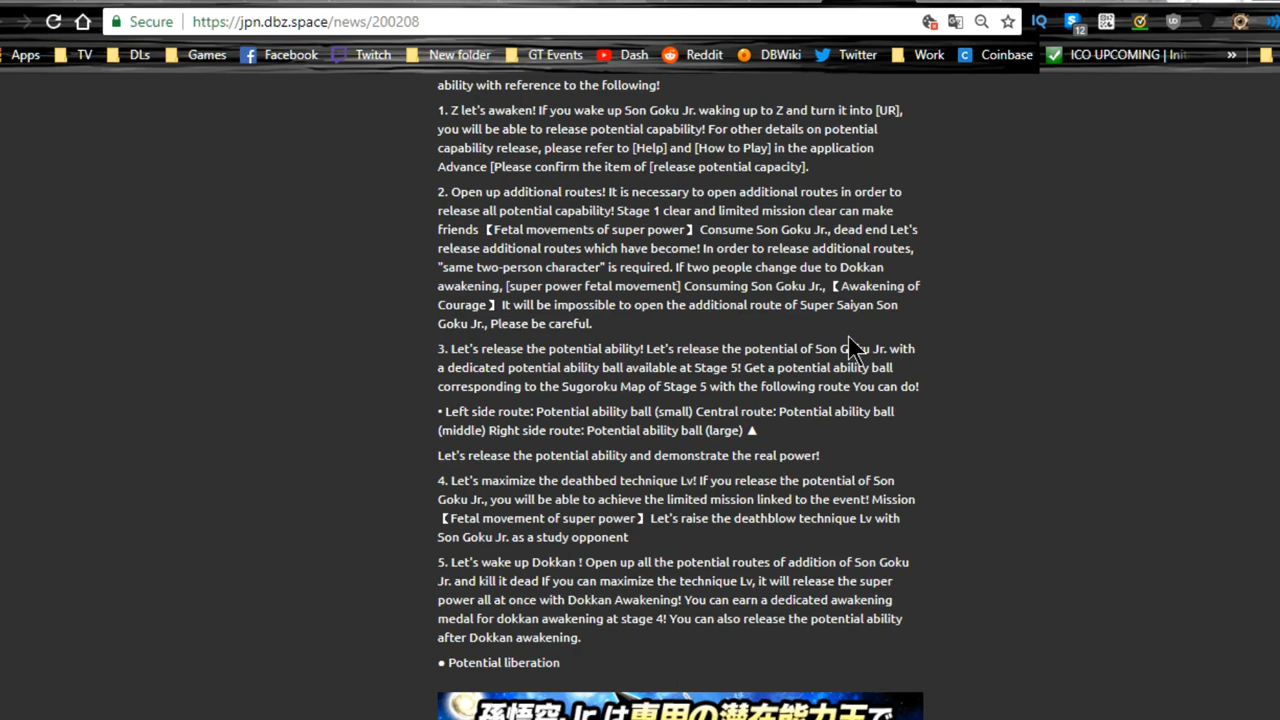 Secure https://jpn.dbz.space/news/200208
12
Apps TV DLs Games Facebook Twitch New folder GT Events Dash Reddit DBWiki Twitter Work Coinbase ICO UPCOMING | Ini »
ability with reference to the following!
1. Z let's awaken! If you wake up Son Goku Jr. waking up to Z and turn it into [UR],
you will be able to release potential capability! For other details on potential
capability release, please refer to [Help] and [How to Play] in the application
Advance [Please confirm the item of [release potential capacity].
2. Open up additional routes! It is necessary to open additional routes in order to
release all potential capability! Stage 1 clear and limited mission clear can make
friends 【Fetal movements of super power】 Consume Son Goku Jr., dead end Let's
release additional routes which have become! In order to release additional routes,
"same two-person character" is required. If two people change due to Dokkan
awakening, [super power fetal movement] Consuming Son Goku Jr., 【Awakening of
Courage】 It will be impossible to open the additional route of Super Saiyan Son
Goku Jr., Please be careful.
3. Let's release the potential ability! Let's release the potential of Son Goku Jr. with
a dedicated potential ability ball available at Stage 5! Get a potential ability ball
corresponding to the Sugoroku Map of Stage 5 with the following route You can do!
• Left side route: Potential ability ball (small) Central route: Potential ability ball
(middle) Right side route: Potential ability ball (large) ▲
Let's release the potential ability and demonstrate the real power!
4. Let's maximize the deathbed technique Lv! If you release the potential of Son
Goku Jr., you will be able to achieve the limited mission linked to the event! Mission
【Fetal movement of super power】 Let's raise the deathblow technique Lv with
Son Goku Jr. as a study opponent
5. Let's wake up Dokkan ! Open up all the potential routes of addition of Son Goku
Jr. and kill it dead If you can maximize the technique Lv, it will release the super
power all at once with Dokkan Awakening! You can earn a dedicated awakening
medal for dokkan awakening at stage 4! You can also release the potential ability
after Dokkan awakening.
● Potential liberation
孫悟空Jr.は専用の潜在能力玉で